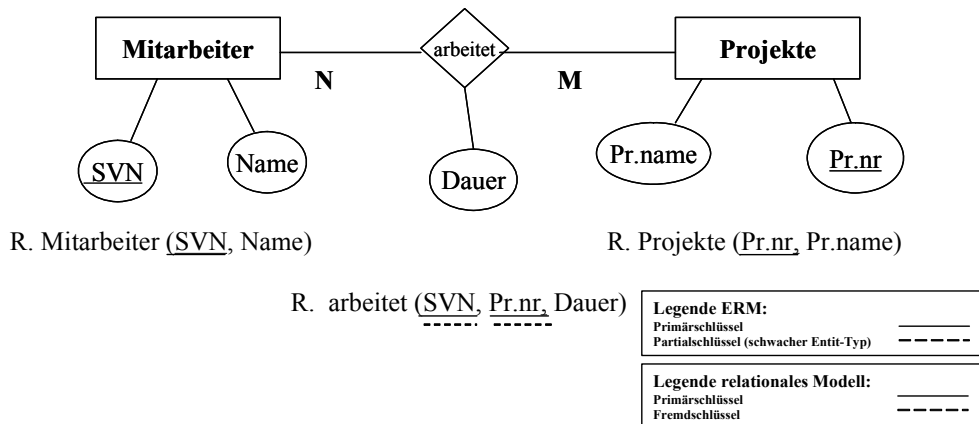 Mitarbeiter
arbeitet
Projekte
N
M
SVN
Name
Dauer
Pr.name
Pr.nr
R. Mitarbeiter (SVN, Name)
R. Projekte (Pr.nr, Pr.name)
R. arbeitet (SVN, Pr.nr, Dauer)
Legende ERM:
Primärschlüssel
Partialschlüssel (schwacher Entit-Typ)
Legende relationales Modell:
Primärschlüssel
Fremdschlüssel